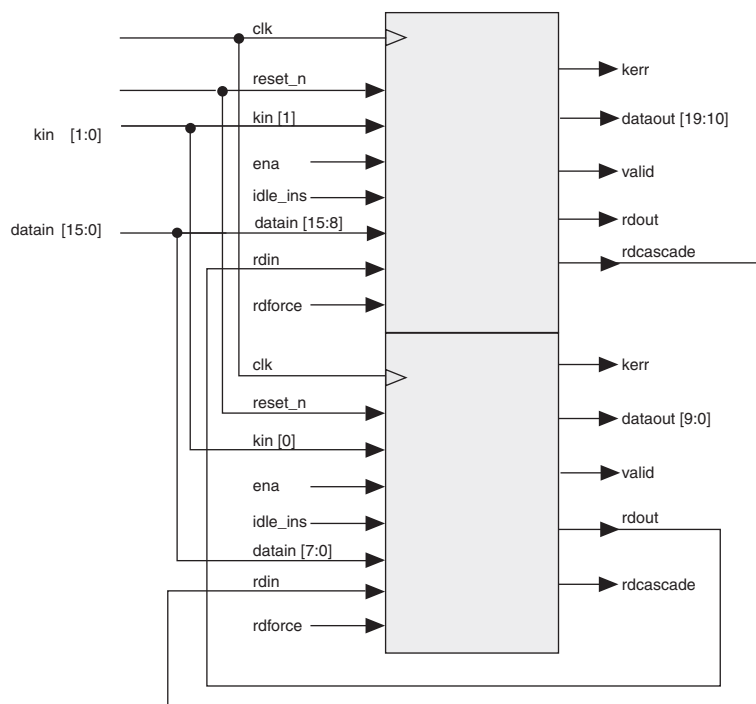 clk
reset_n
kin [1:0]
kin [1]
ena
idle_ins
datain [15:0]
datain [15:8]
rdin
rdforce
kerr
dataout [19:10]
valid
rdout
rdcascade
clk
reset_n
kin [0]
ena
idle_ins
datain [7:0]
rdin
rdforce
kerr
dataout [9:0]
valid
rdout
rdcascade